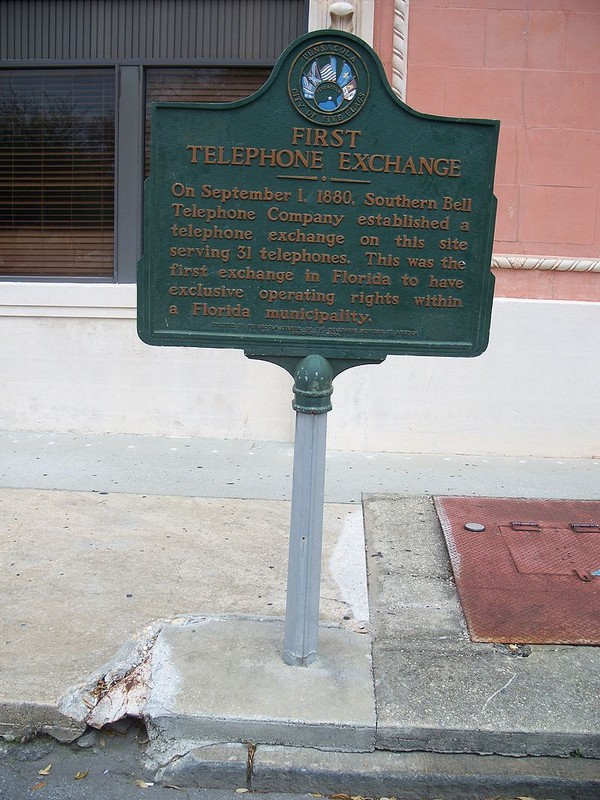 PENSACOLA
CITY OF FIVE FLAGS
FIRST
TELEPHONE EXCHANGE
On September 1, 1880, Southern Bell
Telephone Company established a
telephone exchange on this site
serving 31 telephones. This was the
first exchange in Florida to have
exclusive operating rights within
a Florida municipality.